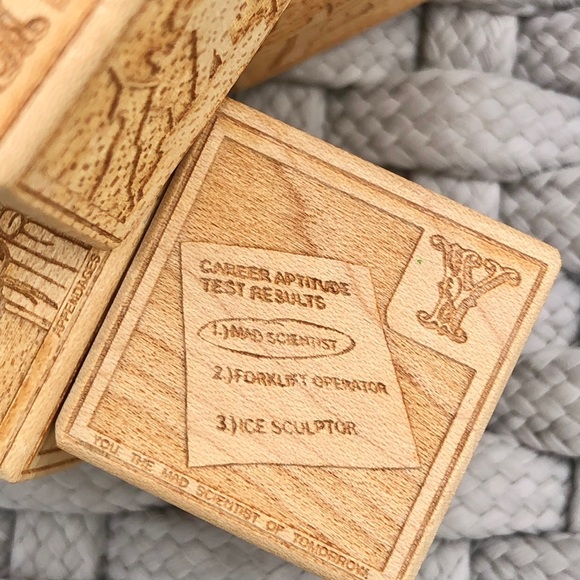 CAREER APTITUDE
TEST RESULTS
1.) MAD SCIENTIST
2.) FORKLIFT OPERATOR
3.) ICE SCULPTOR
Y
YOU, THE MAD SCIENTIST OF TOMORROW
APPENDAGES